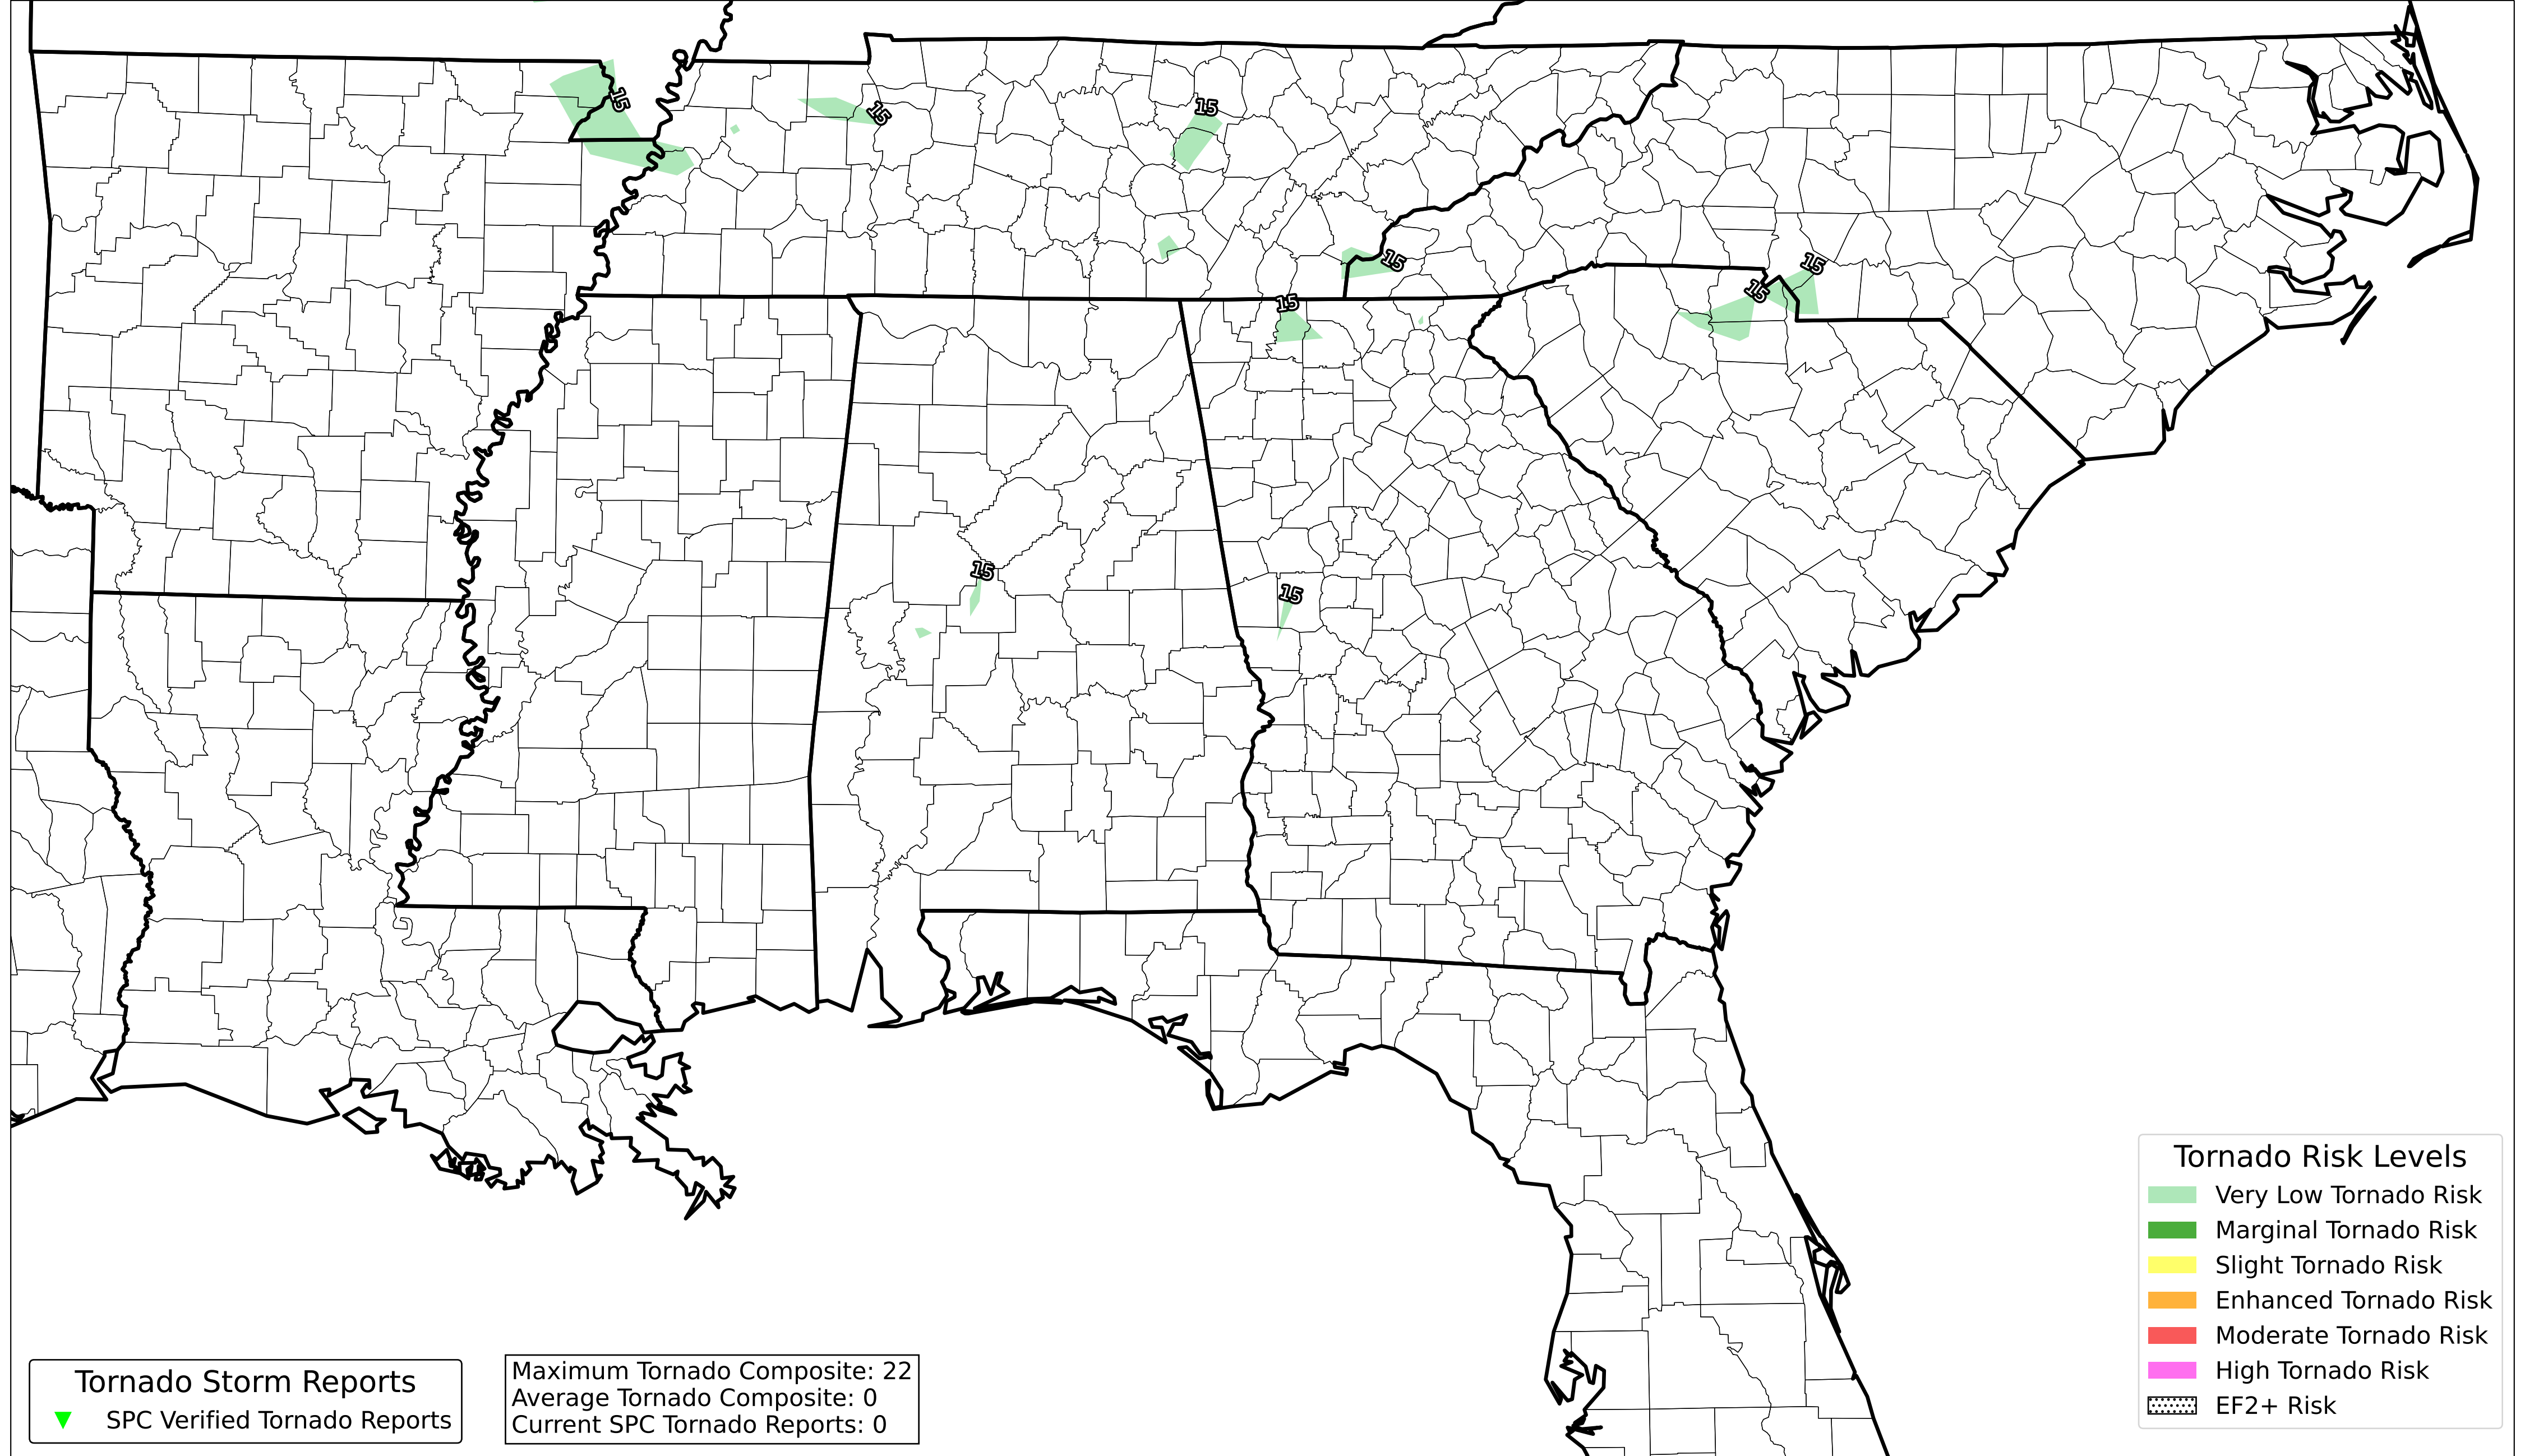 15
15
15
15
15
15
15
15
15
Tornado Risk Levels
Very Low Tornado Risk
Marginal Tornado Risk
Slight Tornado Risk
Enhanced Tornado Risk
Moderate Tornado Risk
High Tornado Risk
EF2+ Risk
Tornado Storm Reports
SPC Verified Tornado Reports
Maximum Tornado Composite: 22
Average Tornado Composite: 0
Current SPC Tornado Reports: 0